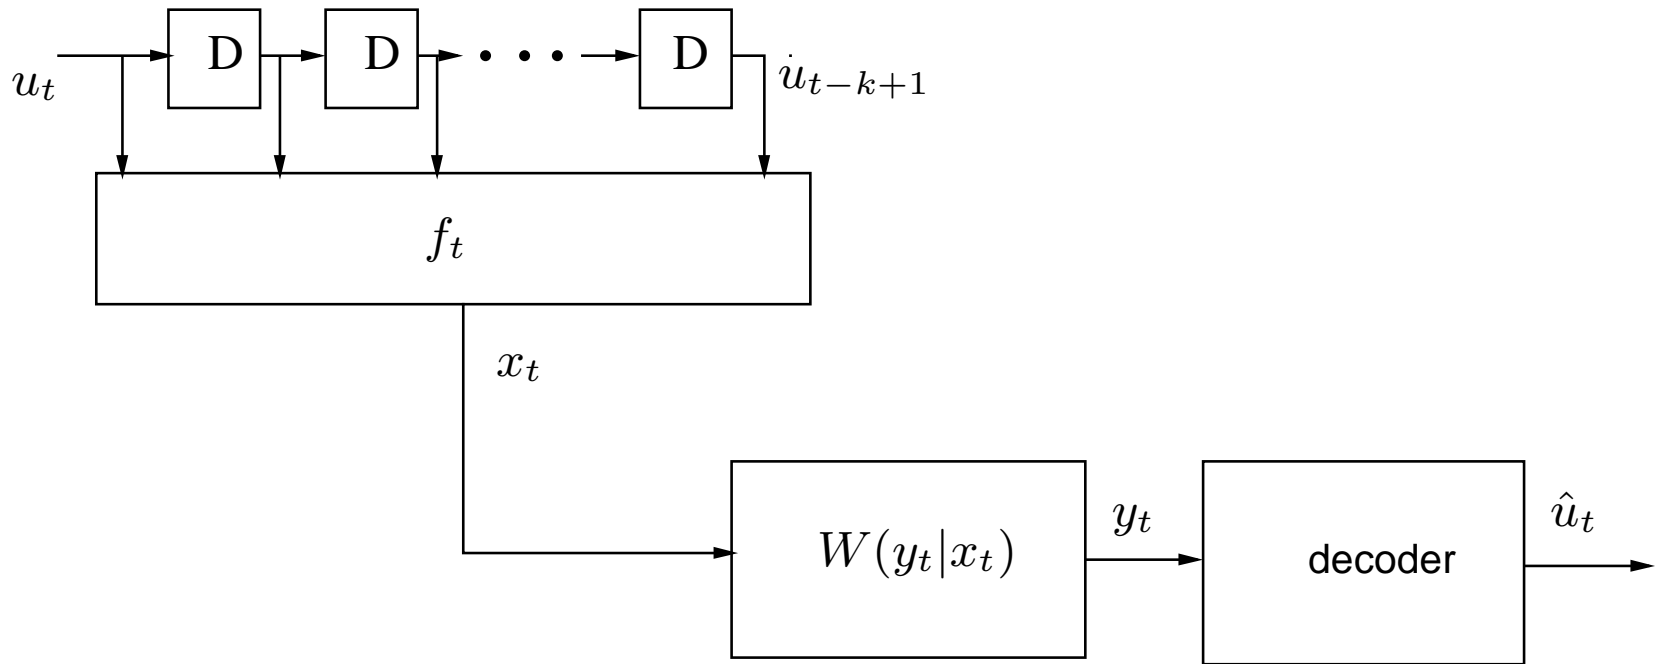 D D • • • D
u_t u_{t-k+1}
f_t
x_t
W(y_t|x_t) y_t decoder û_t